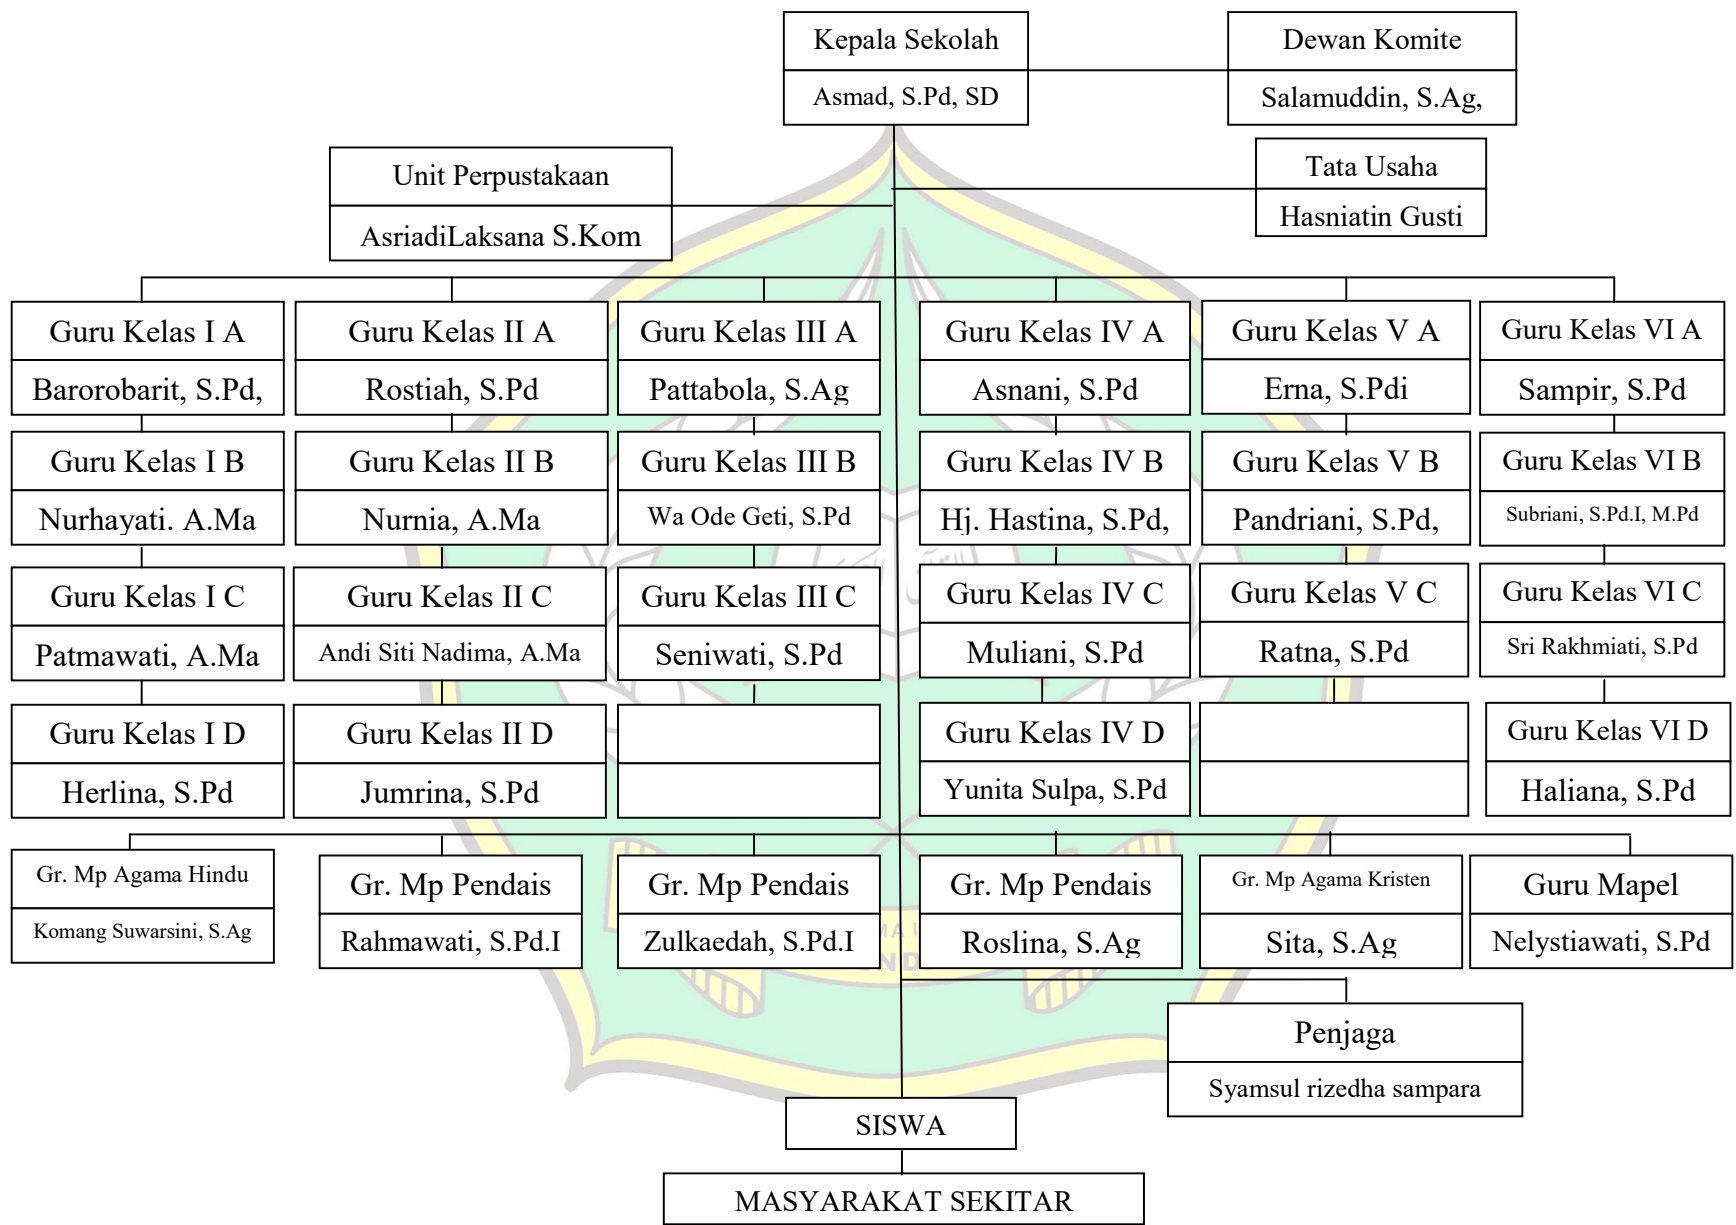 Kepala Sekolah
Asmad, S.Pd, SD
Dewan Komite
Salamuddin, S.Ag,
Unit Perpustakaan
AsriadiLaksana S.Kom
Tata Usaha
Hasniatin Gusti
Guru Kelas I A
Barorobarit, S.Pd,
Guru Kelas II A
Rostiah, S.Pd
Guru Kelas III A
Pattabola, S.Ag
Guru Kelas IV A
Asnani, S.Pd
Guru Kelas V A
Erna, S.Pdi
Guru Kelas VI A
Sampir, S.Pd
Guru Kelas I B
Nurhayati. A.Ma
Guru Kelas II B
Nurnia, A.Ma
Guru Kelas III B
Wa Ode Geti, S.Pd
Guru Kelas IV B
Hj. Hastina, S.Pd,
Guru Kelas V B
Pandriani, S.Pd,
Guru Kelas VI B
Subriani, S.Pd.I, M.Pd
Guru Kelas I C
Patmawati, A.Ma
Guru Kelas II C
Andi Siti Nadima, A.Ma
Guru Kelas III C
Seniwati, S.Pd
Guru Kelas IV C
Muliani, S.Pd
Guru Kelas V C
Ratna, S.Pd
Guru Kelas VI C
Sri Rakhmiati, S.Pd
Guru Kelas I D
Herlina, S.Pd
Guru Kelas II D
Jumrina, S.Pd
Guru Kelas IV D
Yunita Sulpa, S.Pd
Guru Kelas VI D
Haliana, S.Pd
Gr. Mp Agama Hindu
Komang Suwarsini, S.Ag
Gr. Mp Pendais
Rahmawati, S.Pd.I
Gr. Mp Pendais
Zulkaedah, S.Pd.I
Gr. Mp Pendais
Roslina, S.Ag
Gr. Mp Agama Kristen
Sita, S.Ag
Guru Mapel
Nelystiawati, S.Pd
Penjaga
Syamsul rizedha sampara
SISWA
MASYARAKAT SEKITAR